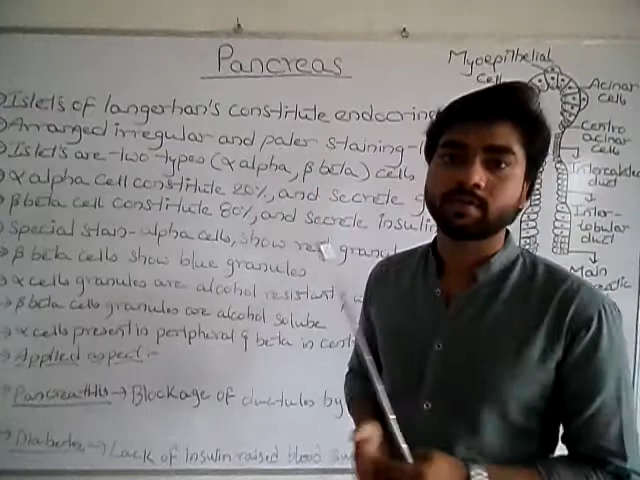 Pancreas
Islets of langerhan's constitute endocrine
Arranged irregular and paler staining-
Islets are two types (α alpha, β beta) cells
α alpha cell constitute 20%, and secrete g
β beta cell constitute 80%, and secrete insulin
special stain - alpha cells, show red granul
β beta cells show blue granules
α cells granules are alcohol resistant
β beta cells granules are alcohol soluble
α cells present in peripheral & beta in cent
Applied aspect:-
Pancreatitis → Blockage of ductules by
Diabetes → Lack of insulin raised blood su
Myoepithelial
cell
Acinar
cells
Centro
acinar
cells
Intercalated
duct
Inter-
lobular
duct
Main